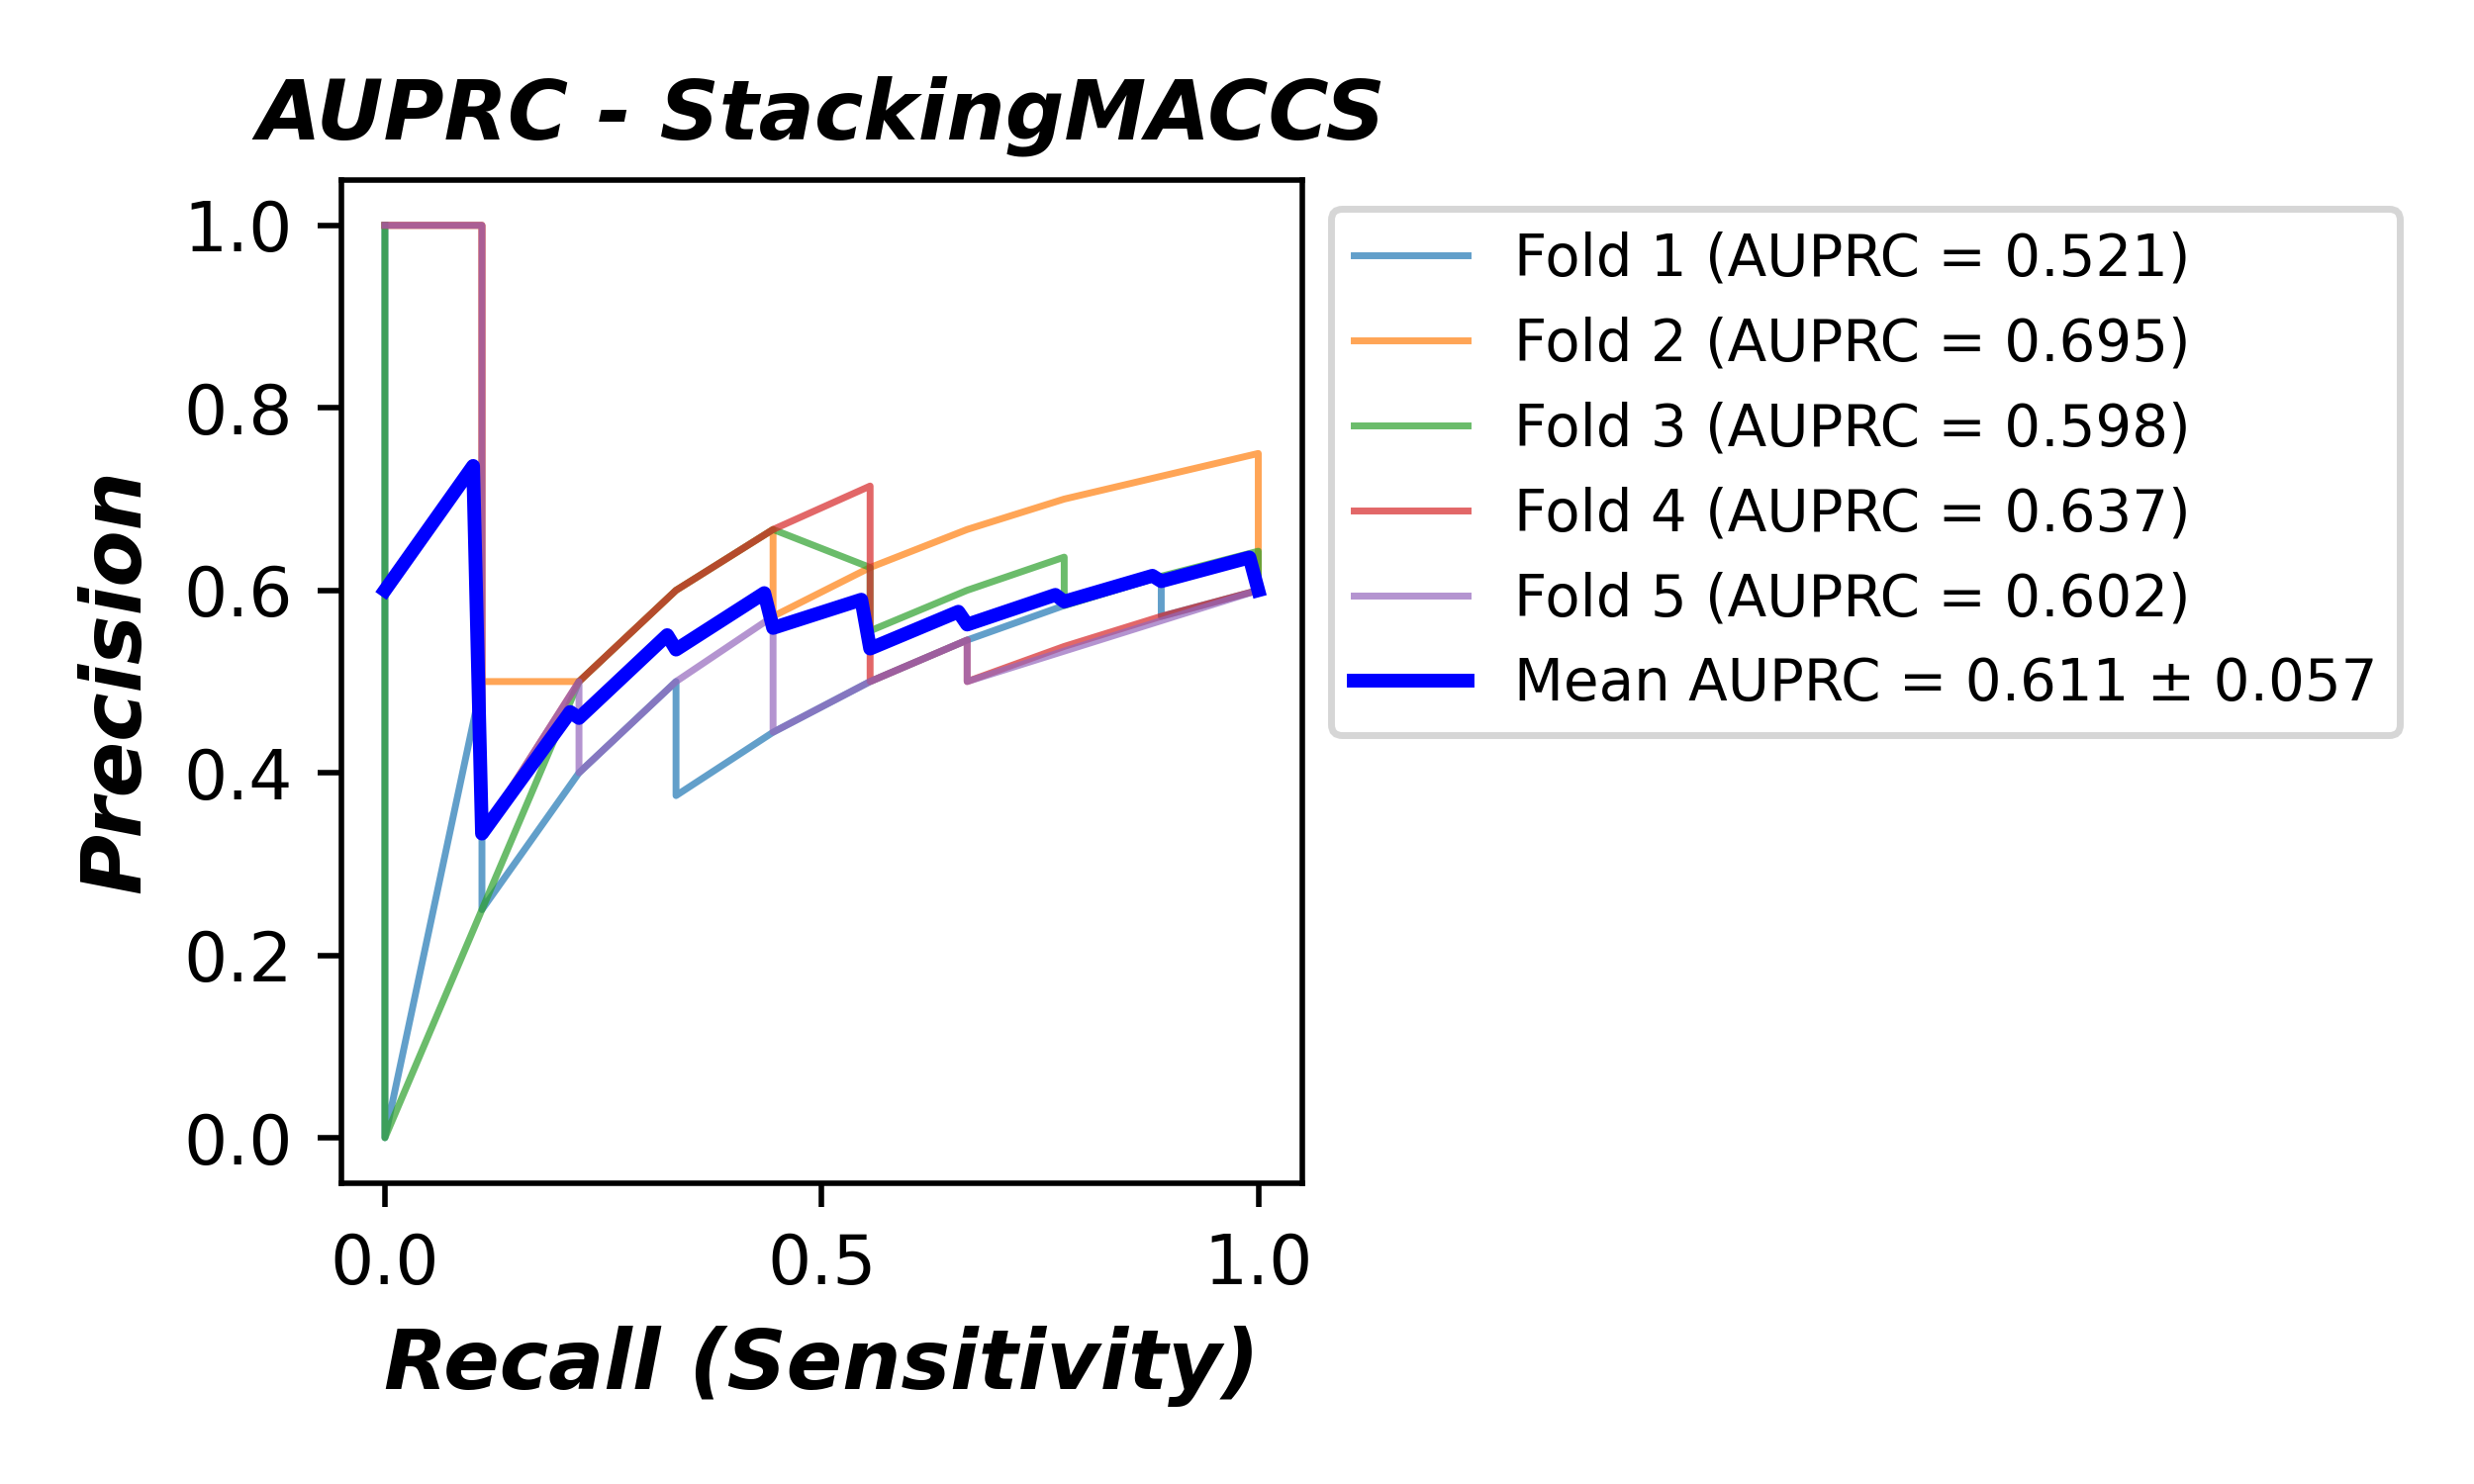 AUPRC - StackingMACCS
Precision
1.0
0.8
0.6
0.4
0.2
0.0
0.0 0.5 1.0
Recall (Sensitivity)
Fold 1 (AUPRC = 0.521)
Fold 2 (AUPRC = 0.695)
Fold 3 (AUPRC = 0.598)
Fold 4 (AUPRC = 0.637)
Fold 5 (AUPRC = 0.602)
Mean AUPRC = 0.611 ± 0.057